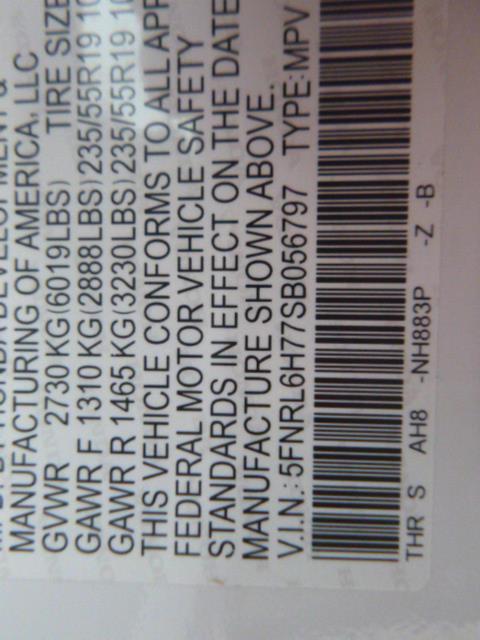 MANUFACTURING OF AMERICA, LLC
GVWR 2730 KG(6019LBS) TIRE SIZE
GAWR F 1310 KG(2888LBS)235/55R19
GAWR R 1465 KG(3230LBS)235/55R19
THIS VEHICLE CONFORMS TO ALL APP
FEDERAL MOTOR VEHICLE SAFETY
STANDARDS IN EFFECT ON THE DATE
MANUFACTURE SHOWN ABOVE.
V.I.N.: 5FNRL6H77SB056797 TYPE: MPV
THR S AH8 -NH883P -Z -B